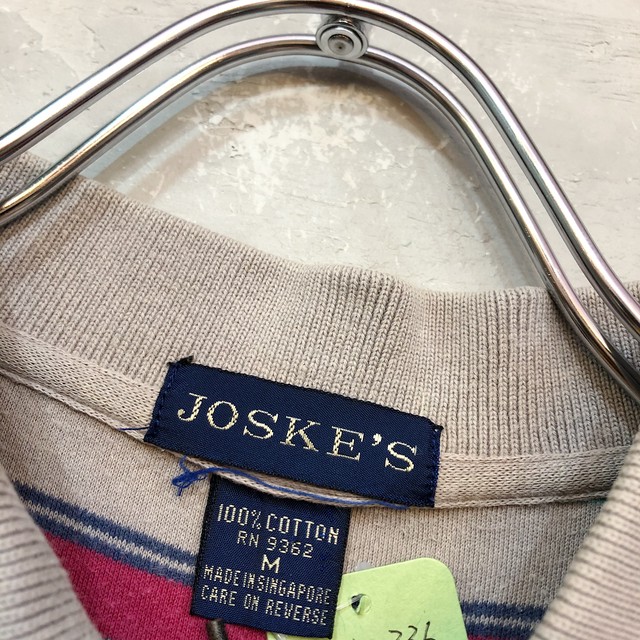 JOSKE'S
100% COTTON
RN 9362
M
MADE IN SINGAPORE
CARE ON REVERSE